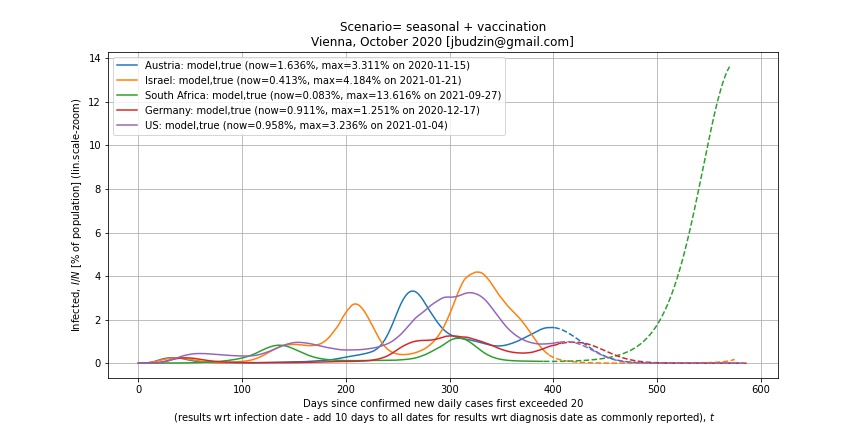 Scenario= seasonal + vaccination
Vienna, October 2020 [jbudzin@gmail.com]
Infected, I/N [% of population] (lin.scale-zoom)
14
12
10
8
6
4
2
0
Austria: model,true (now=1.636%, max=3.311% on 2020-11-15)
Israel: model,true (now=0.413%, max=4.184% on 2021-01-21)
South Africa: model,true (now=0.083%, max=13.616% on 2021-09-27)
Germany: model,true (now=0.911%, max=1.251% on 2020-12-17)
US: model,true (now=0.958%, max=3.236% on 2021-01-04)
0 100 200 300 400 500 600
Days since confirmed new daily cases first exceeded 20
(results wrt infection date - add 10 days to all dates for results wrt diagnosis date as commonly reported), t